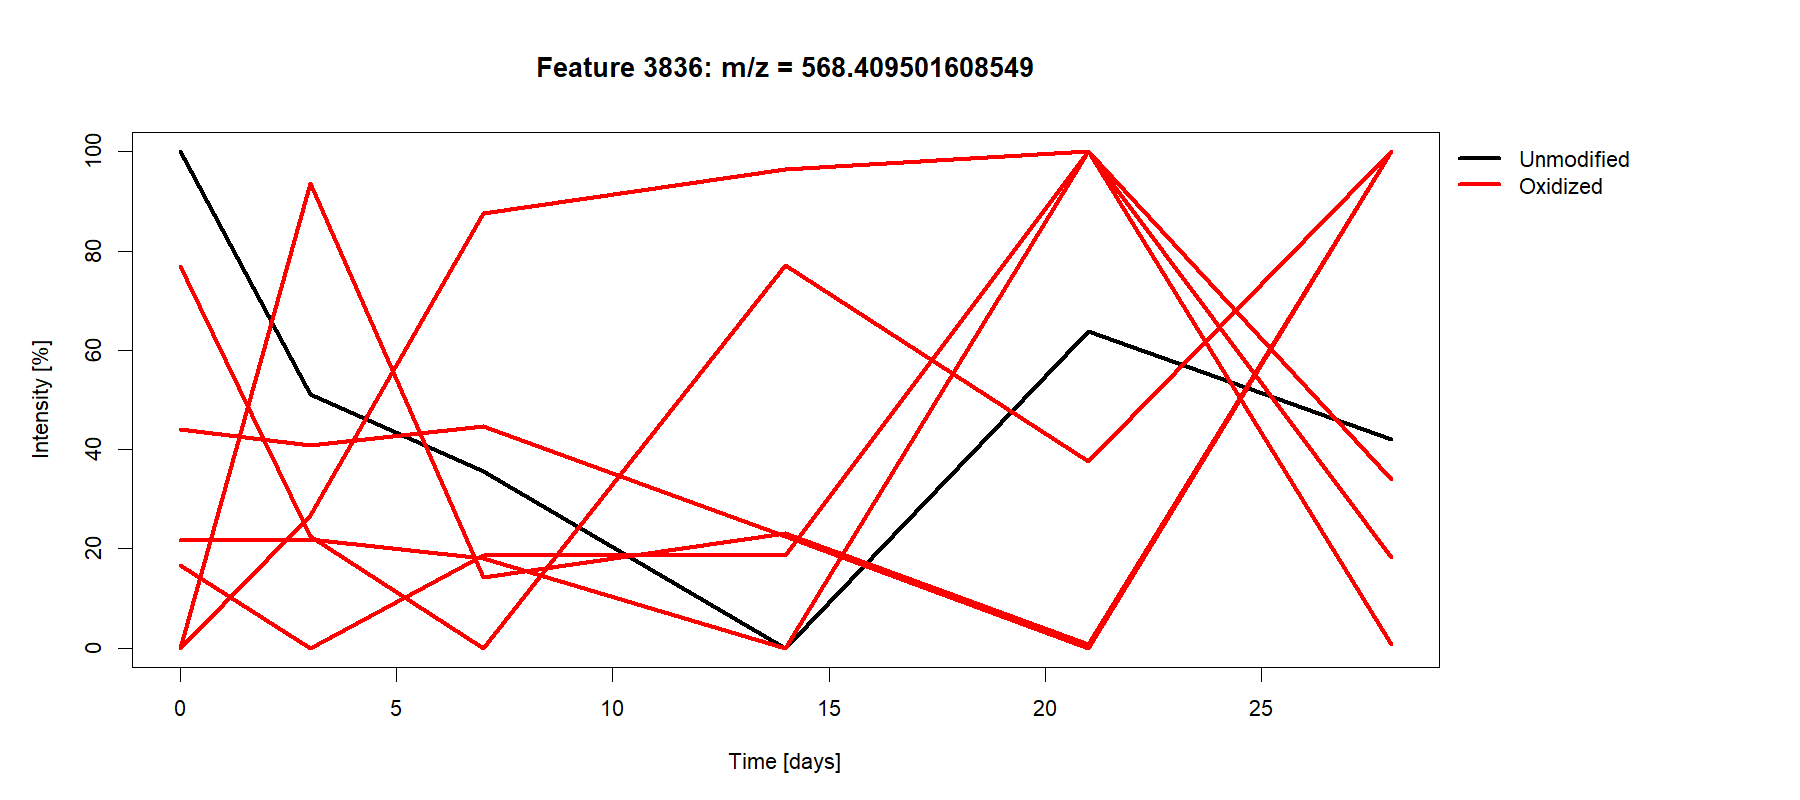 Feature 3836: m/z = 568.409501608549
Unmodified
Oxidized
100
80
60
40
20
0
Intensity [%]
0 5 10 15 20 25
Time [days]